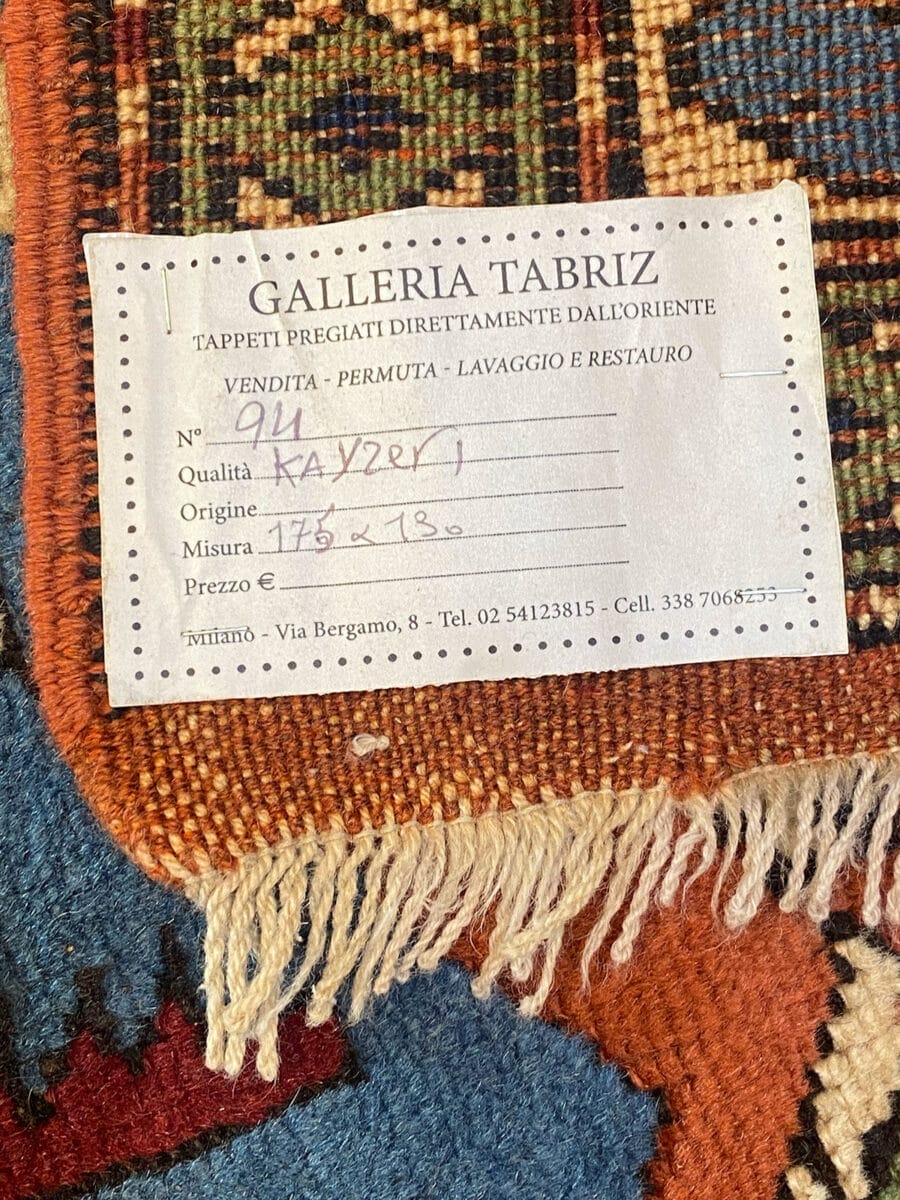 GALLERIA TABRIZ
TAPPETI PREGIATI DIRETTAMENTE DALL'ORIENTE
VENDITA - PERMUTA - LAVAGGIO E RESTAURO
N° 94
Qualità KAYzeri
Origine
Misura 175 x 130
Prezzo €
Milano - Via Bergamo, 8 - Tel. 02 54123815 - Cell. 338 7068253